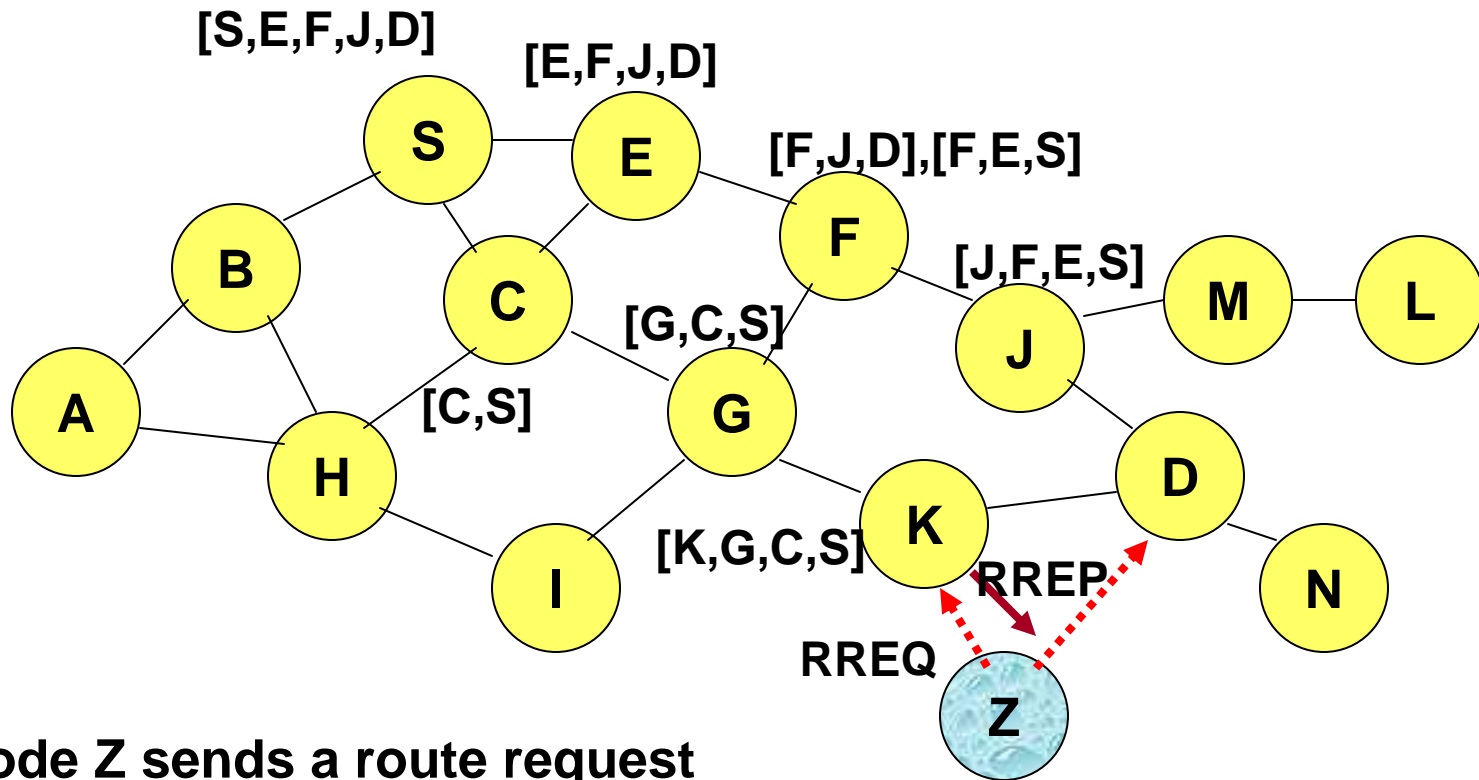 [S,E,F,J,D]
[E,F,J,D]
S
E
[F,J,D],[F,E,S]
F
B
[J,F,E,S]
C
M
L
[G,C,S]
J
A
[C,S]
G
H
D
K
[K,G,C,S]
RREP
I
N
RREQ
Z
ode Z sends a route request